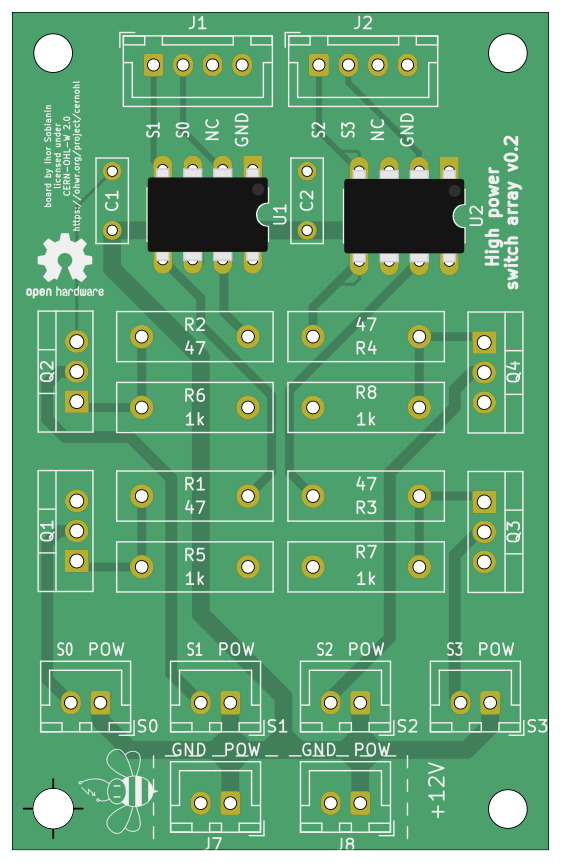 J1
J2
board by Ihor Soblanin
licensed under
CERN-OHL-W 2.0
https://ohwr.org/project/cernohl
S1
S0
NC
GND
S2
S3
NC
GND
C1
U1
C2
U2
High power
switch array v0.2
open hardware
R2
47
47
R4
Q2
Q4
R6
1k
R8
1k
R1
47
47
R3
Q1
Q3
R5
1k
R7
1k
S0 POW
S1 POW
S2 POW
S3 POW
S0
S1
S2
S3
GND POW
GND POW
+12V
J7
J8